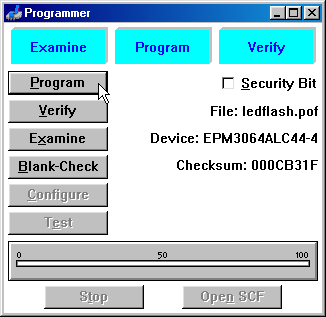 Programmer
Examine Program Verify
Program
Security Bit
Verify
File: ledflash.pof
Examine
Device: EPM3064ALC44-4
Blank-Check
Checksum: 000CB31F
Configure
Test
0 50 100
Stop Open SCF